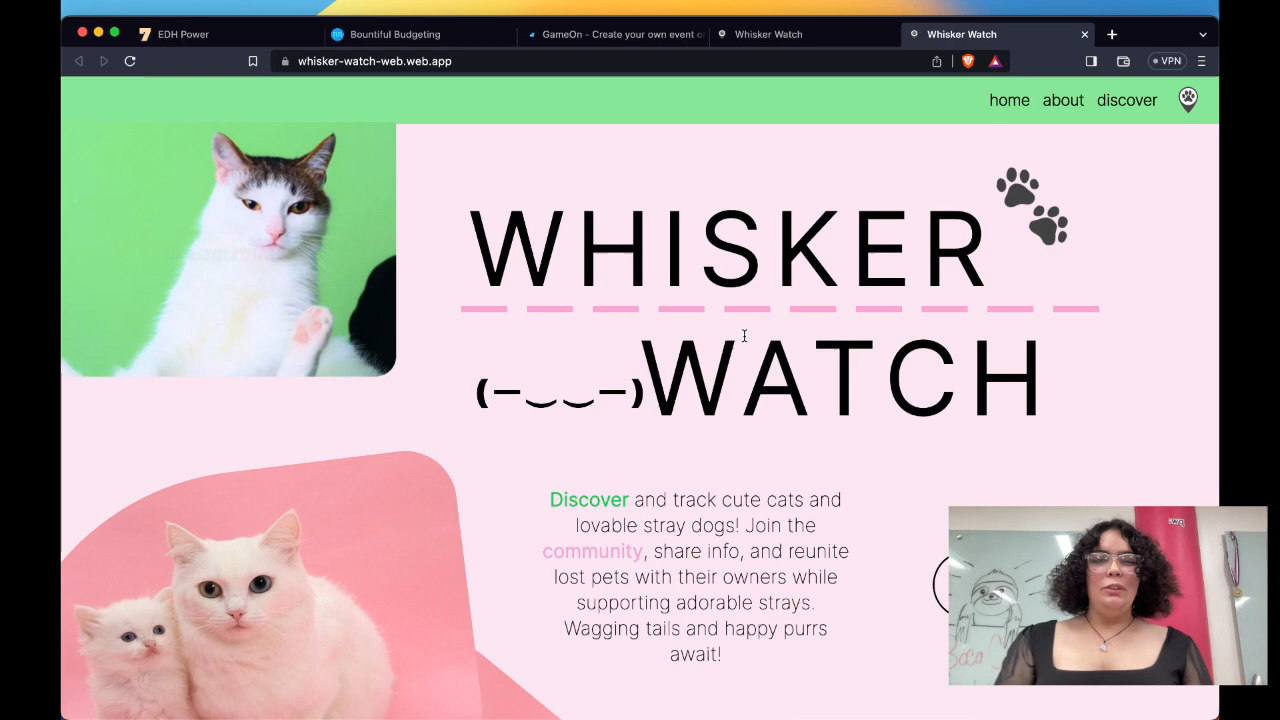 EDH Power
Bountiful Budgeting
GameOn - Create your own event o
Whisker Watch
Whisker Watch
whisker-watch-web.web.app
VPN
home about discover
WHISKER
WATCH
(—‿‿—)
Discover and track cute cats and
lovable stray dogs! Join the
community, share info, and reunite
lost pets with their owners while
supporting adorable strays.
Wagging tails and happy purrs
await!